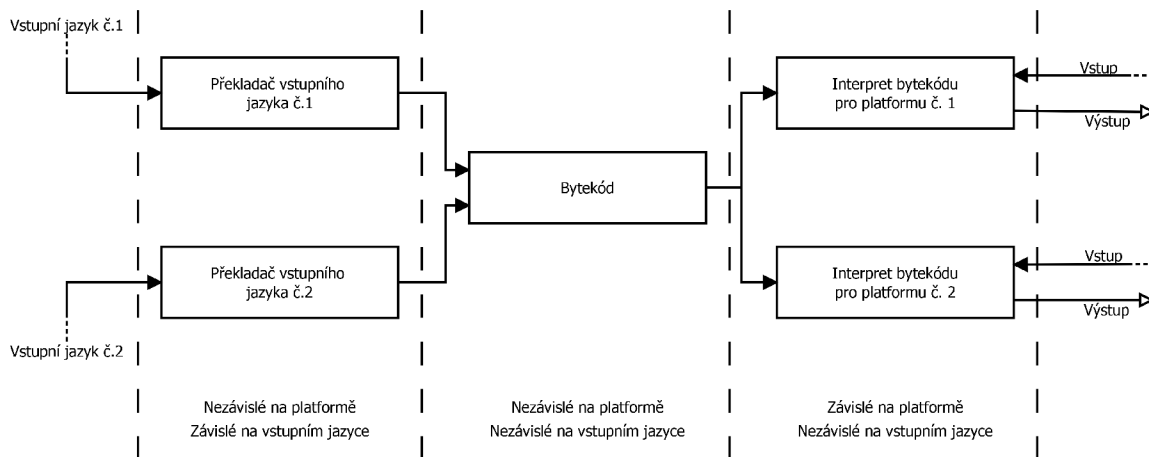 Vstupní jazyk č.1
Překladač vstupního
jazyka č.1
Interpret bytekódu
pro platformu č. 1
Vstup
Výstup
Bytekód
Překladač vstupního
jazyka č.2
Interpret bytekódu
pro platformu č. 2
Vstup
Výstup
Vstupní jazyk č.2
Nezávislé na platformě
Závislé na vstupním jazyce
Nezávislé na platformě
Nezávislé na vstupním jazyce
Závislé na platformě
Nezávislé na vstupním jazyce